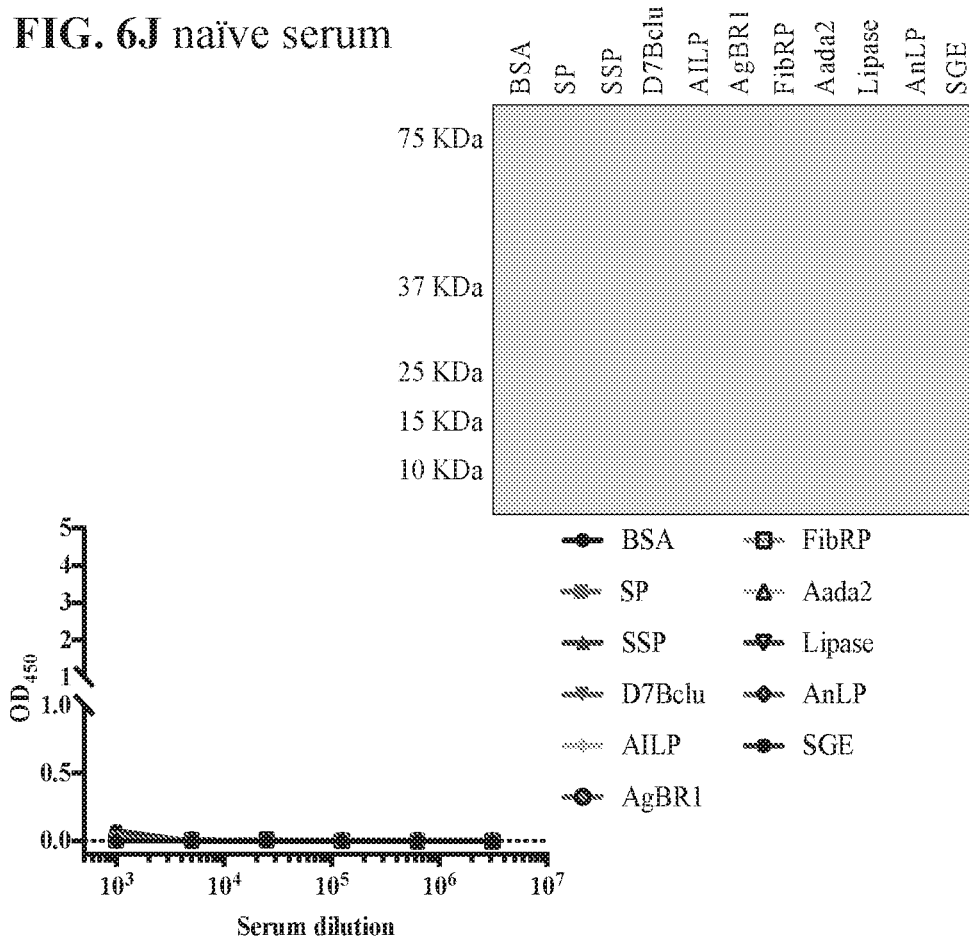 FIG. 6J naïve serum
BSA
SP
SSP
D7Bclu
AILP
AgBR1
FibRP
Aada2
Lipase
AnLP
SGE
75 KDa
37 KDa
25 KDa
15 KDa
10 KDa
5
4
3
2
1
1.0
0.5
0.0
OD450
10³
10⁴
10⁵
10⁶
10⁷
Serum dilution
BSA
SP
SSP
D7Bclu
AILP
AgBR1
FibRP
Aada2
Lipase
AnLP
SGE